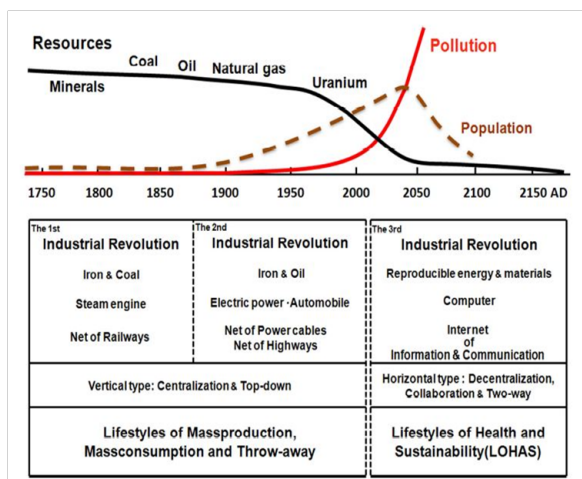 Resources
Coal
Oil
Natural gas
Uranium
Minerals
Pollution
Population
1750
1800
1850
1900
1950
2000
2050
2100
2150 AD
The 1st
Industrial Revolution
Iron & Coal
Steam engine
Net of Railways
The 2nd
Industrial Revolution
Iron & Oil
Electric power · Automobile
Net of Power cables
Net of Highways
The 3rd
Industrial Revolution
Reproducible energy & materials
Computer
Internet
of
Information & Communication
Vertical type: Centralization & Top-down
Horizontal type : Decentralization,
Collaboration & Two-way
Lifestyles of Massproduction,
Massconsumption and Throw-away
Lifestyles of Health and
Sustainability(LOHAS)